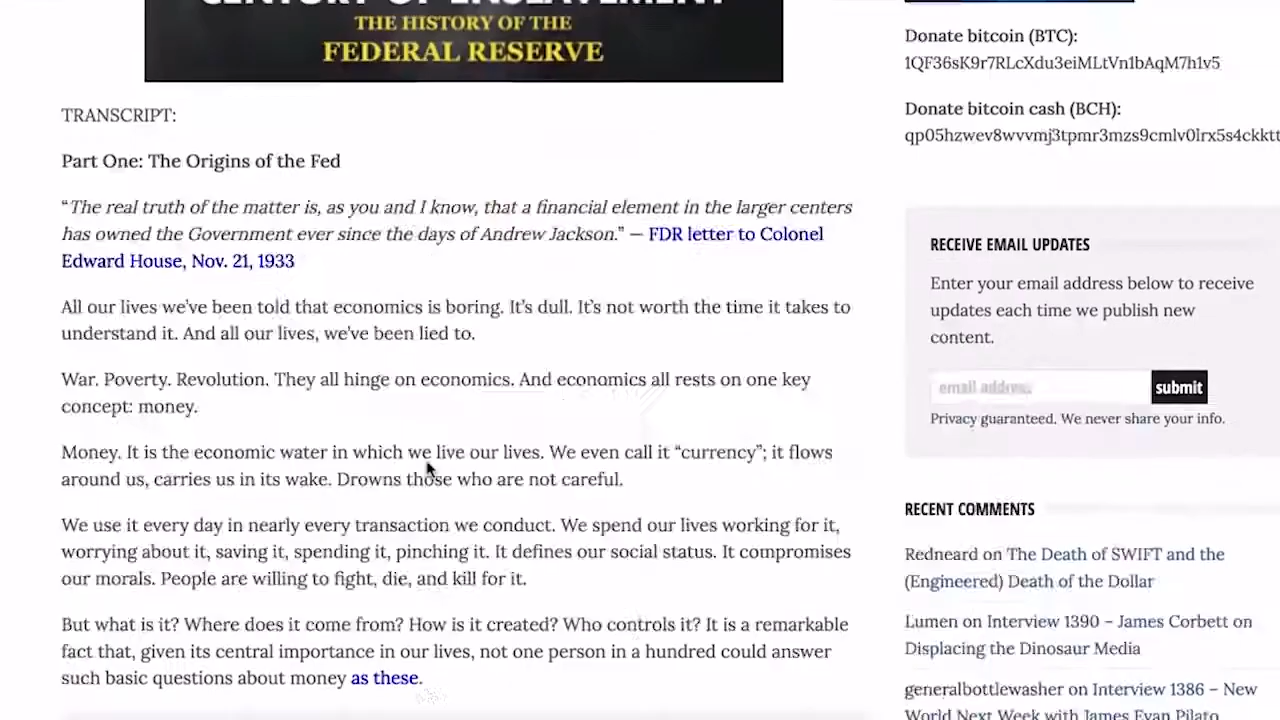 CENTURY OF ENSLAVEMENT
THE HISTORY OF THE
FEDERAL RESERVE
TRANSCRIPT:
Part One: The Origins of the Fed
“The real truth of the matter is, as you and I know, that a financial element in the larger centers
has owned the Government ever since the days of Andrew Jackson.” — FDR letter to Colonel
Edward House, Nov. 21, 1933
All our lives we’ve been told that economics is boring. It’s dull. It’s not worth the time it takes to
understand it. And all our lives, we’ve been lied to.
War. Poverty. Revolution. They all hinge on economics. And economics all rests on one key
concept: money.
Money. It is the economic water in which we live our lives. We even call it “currency”; it flows
around us, carries us in its wake. Drowns those who are not careful.
We use it every day in nearly every transaction we conduct. We spend our lives working for it,
worrying about it, saving it, spending it, pinching it. It defines our social status. It compromises
our morals. People are willing to fight, die, and kill for it.
But what is it? Where does it come from? How is it created? Who controls it? It is a remarkable
fact that, given its central importance in our lives, not one person in a hundred could answer
such basic questions about money as these.
Donate bitcoin (BTC):
1QF36sK9r7RLcXdu3eiMLtVn1bAqM7h1v5
Donate bitcoin cash (BCH):
qp05hzwev8wvvmj3tpmr3mzs9cmlv0lrx5s4ckktt
RECEIVE EMAIL UPDATES
Enter your email address below to receive
updates each time we publish new
content.
email address
submit
Privacy guaranteed. We never share your info.
RECENT COMMENTS
Redneard on The Death of SWIFT and the
(Engineered) Death of the Dollar
Lumen on Interview 1390 – James Corbett on
Displacing the Dinosaur Media
generalbottlewasher on Interview 1386 – New
World Next Week with James Evan Pilato